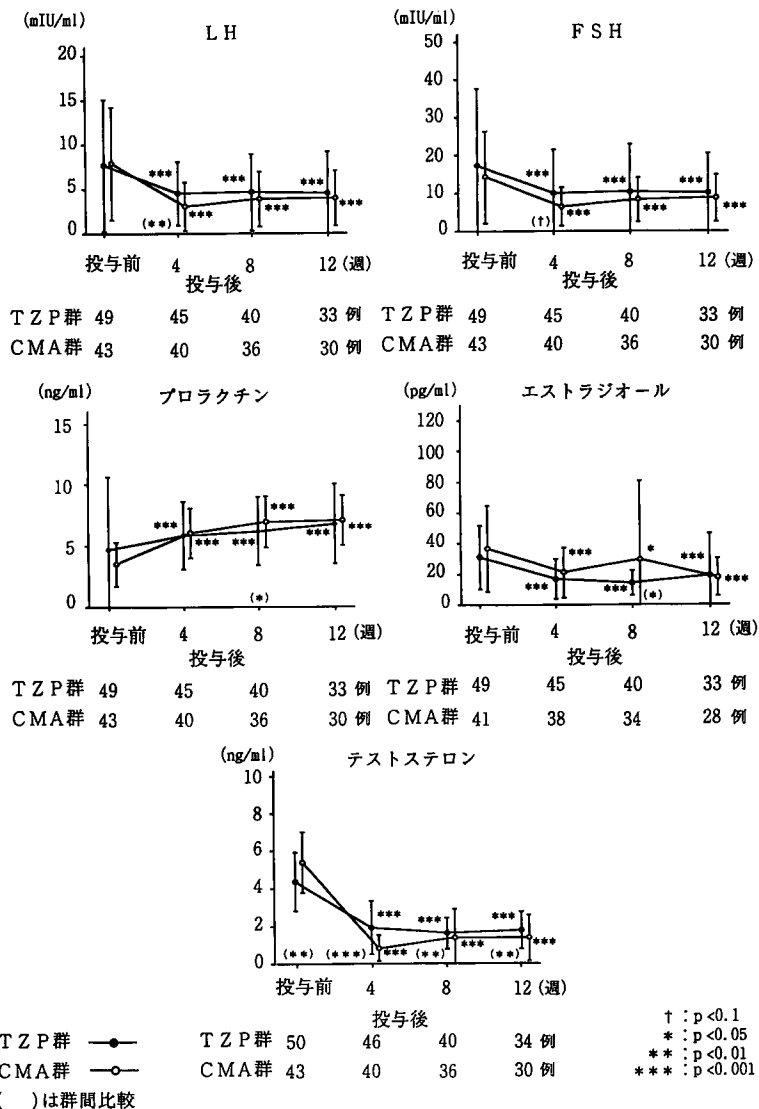 (mIU/ml) LH
20
15
10
5
0
*** *** ***
(**) *** *** ***
投与前 4 8 12 (週)
投与後
TZP群 49 45 40 33 例
CMA群 43 40 36 30 例
(mIU/ml) FSH
50
40
30
20
10
0
*** *** ***
(†) *** *** ***
投与前 4 8 12 (週)
投与後
TZP群 49 45 40 33 例
CMA群 43 40 36 30 例
(ng/ml) プロラクチン
15
10
5
0
*** *** *** *** *** ***
(*)
投与前 4 8 12 (週)
投与後
TZP群 49 45 40 33 例
CMA群 43 40 36 30 例
(pg/ml) エストラジオール
120
100
80
60
40
20
0
*** * ***
*** *** (*) ***
投与前 4 8 12 (週)
投与後
TZP群 49 45 40 33 例
CMA群 41 38 34 28 例
(ng/ml) テストステロン
10
8
6
4
2
0
*** *** ***
(**) (***) *** (**) *** (**) ***
投与前 4 8 12 (週)
投与後
TZP群 50 46 40 34 例
CMA群 43 40 36 30 例
TZP群
CMA群
( )は群間比較
† : p<0.1
* : p<0.05
** : p<0.01
*** : p<0.001